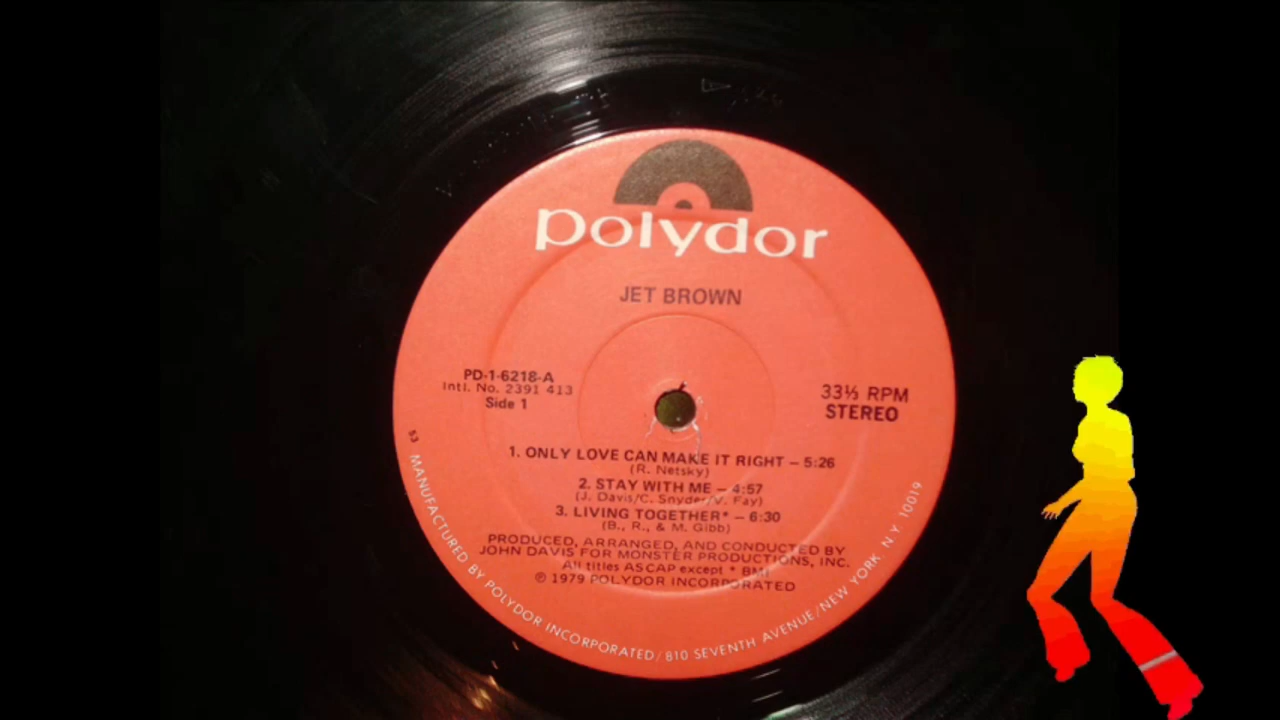 polydor
JET BROWN
PD-1-6218-A
Intl. No. 2391 413
Side 1
33⅓ RPM
STEREO
1. ONLY LOVE CAN MAKE IT RIGHT – 5:26
(R. Netsky)
2. STAY WITH ME – 4:57
(J. Davis/C. Snyder/V. Fay)
3. LIVING TOGETHER* – 6:30
(B., R., & M. Gibb)
PRODUCED, ARRANGED, AND CONDUCTED BY
JOHN DAVIS FOR MONSTER PRODUCTIONS, INC.
All titles ASCAP except * BMI
℗ 1979 POLYDOR INCORPORATED
53 MANUFACTURED BY POLYDOR INCORPORATED/810 SEVENTH AVENUE/NEW YORK, N.Y. 10019